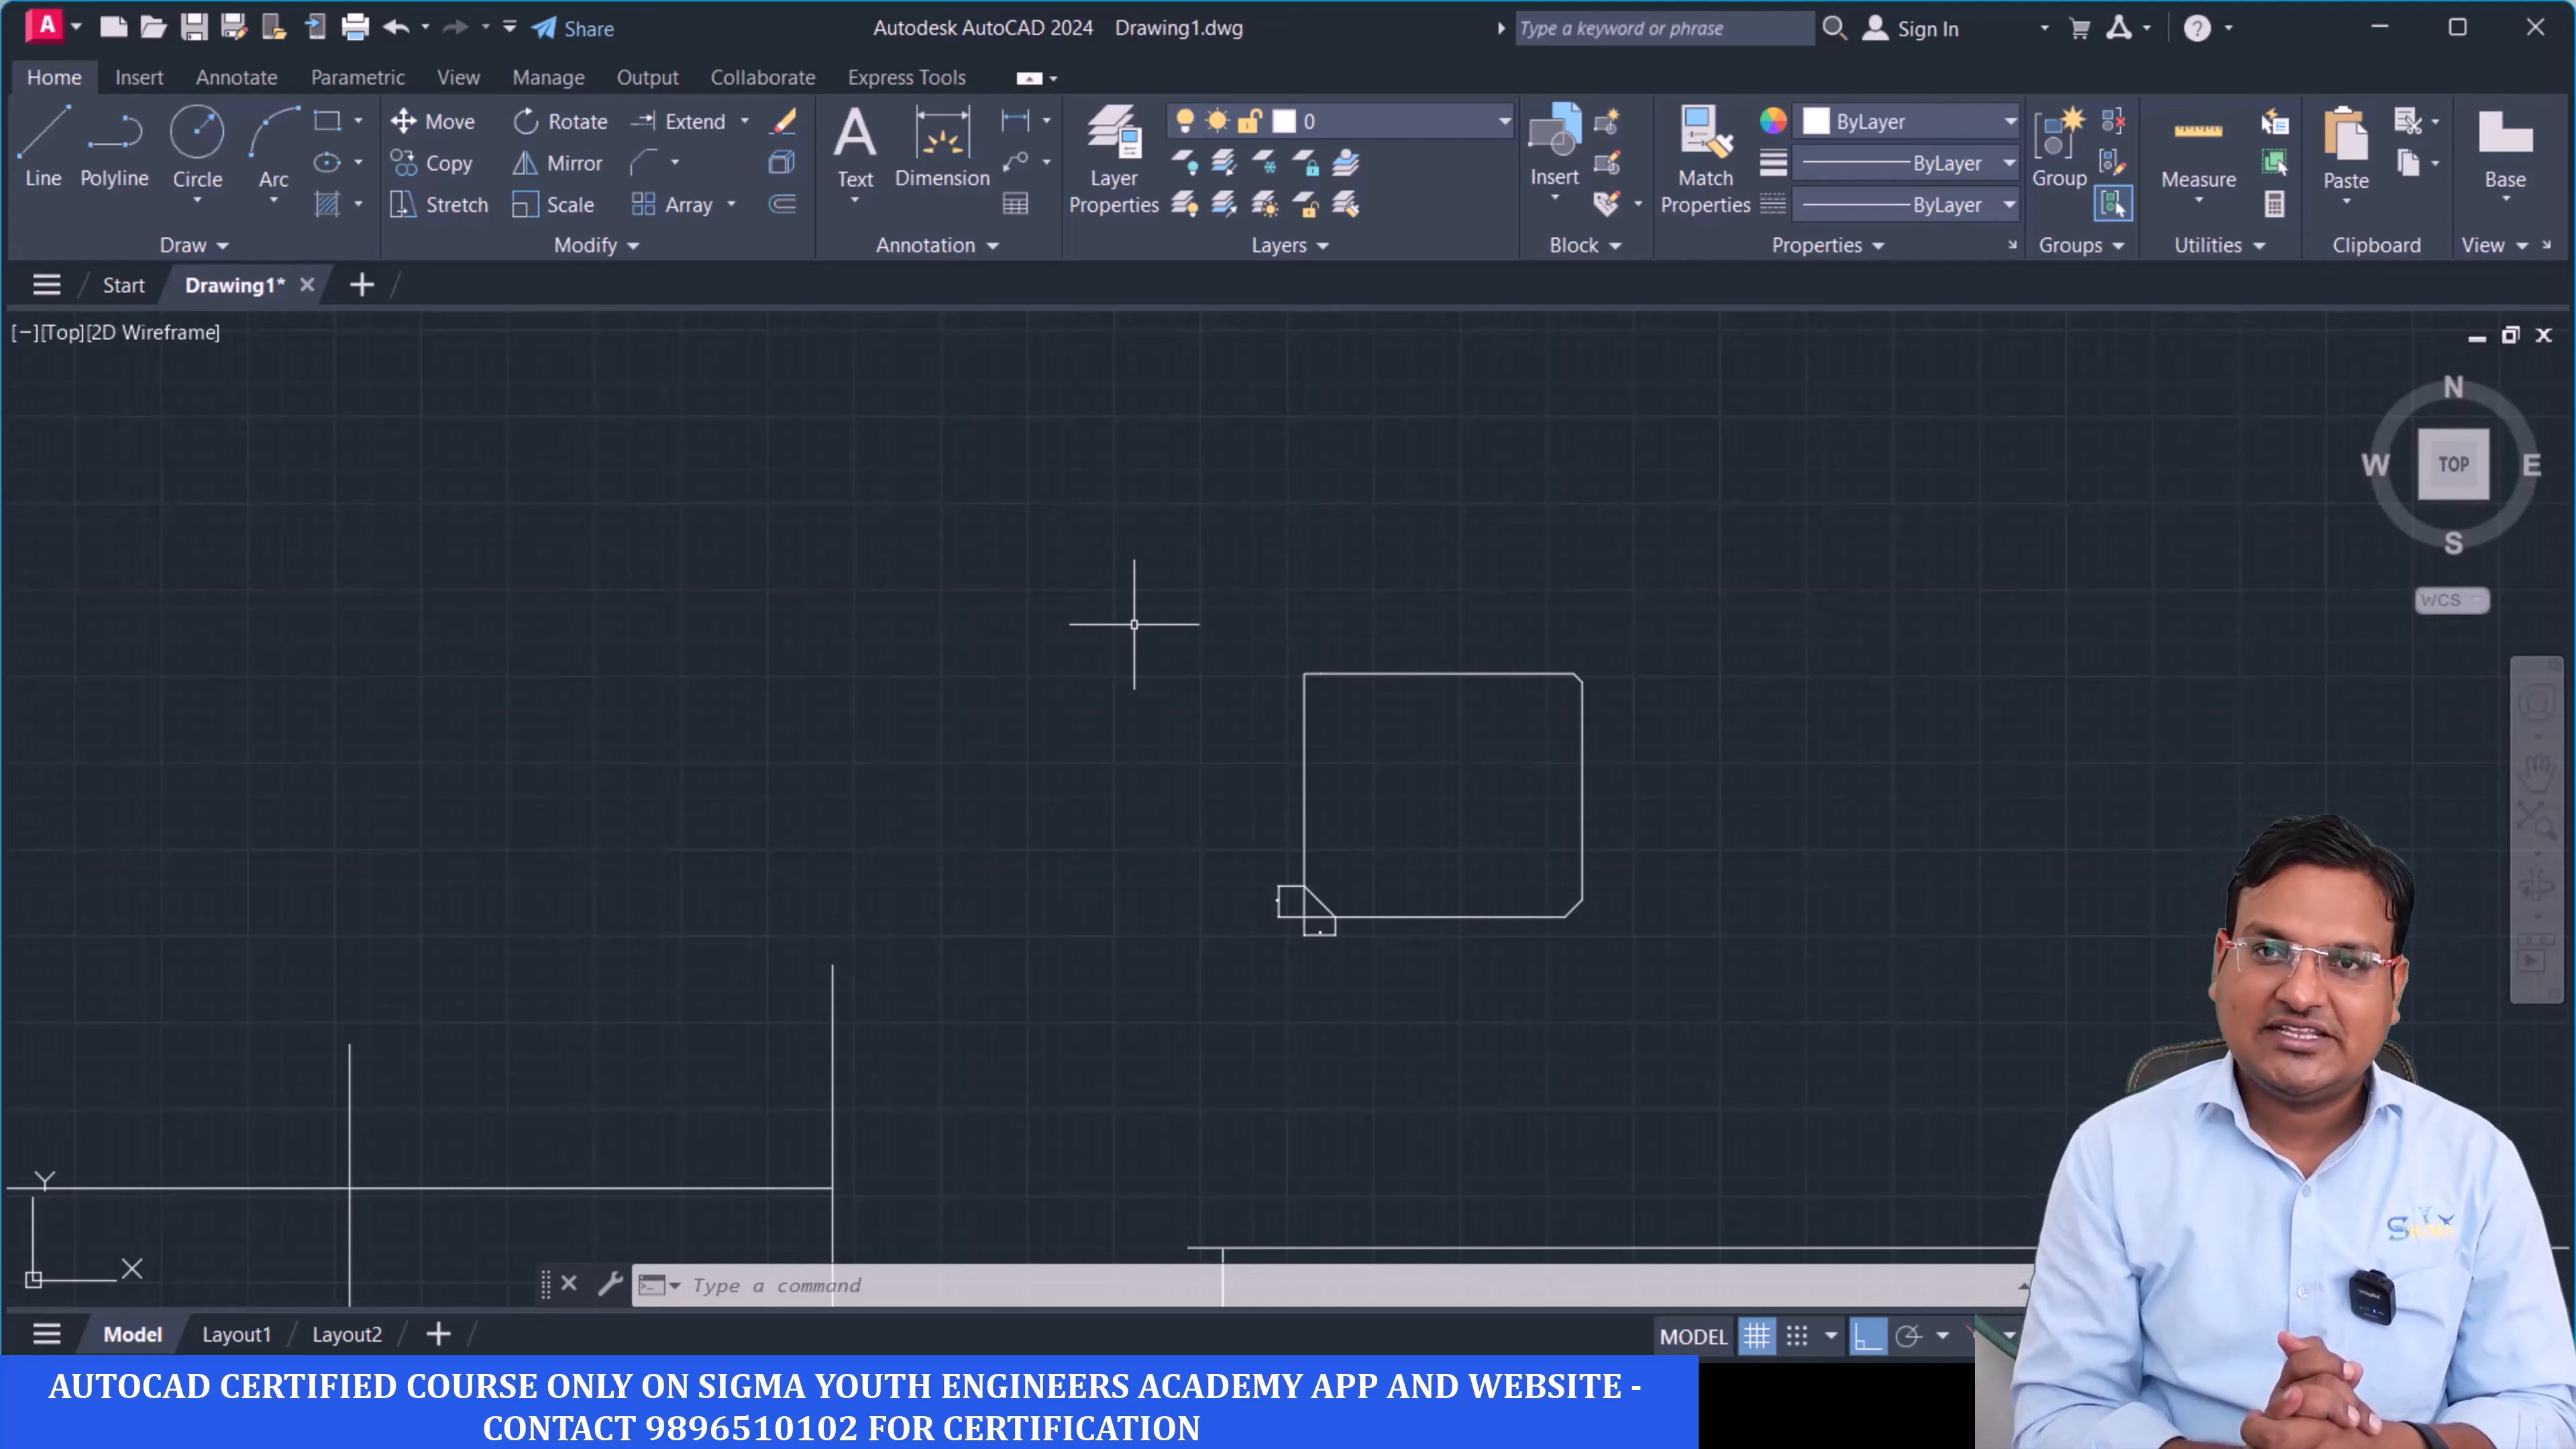 Share
Autodesk AutoCAD 2024 Drawing1.dwg
Type a keyword or phrase
Sign In
Home Insert Annotate Parametric View Manage Output Collaborate Express Tools
Move Rotate Extend
0
ByLayer
Line Polyline Circle Arc
Copy Mirror
Text Dimension
Layer Properties
Insert
Match Properties
ByLayer
Group
Measure
Paste
Base
Stretch Scale Array
ByLayer
Draw Modify Annotation Layers Block Properties Groups Utilities Clipboard View
Start Drawing1*
[−][Top][2D Wireframe]
N
W TOP E
S
WCS
Y
X
Type a command
Model Layout1 Layout2
MODEL
AUTOCAD CERTIFIED COURSE ONLY ON SIGMA YOUTH ENGINEERS ACADEMY APP AND WEBSITE -
CONTACT 9896510102 FOR CERTIFICATION